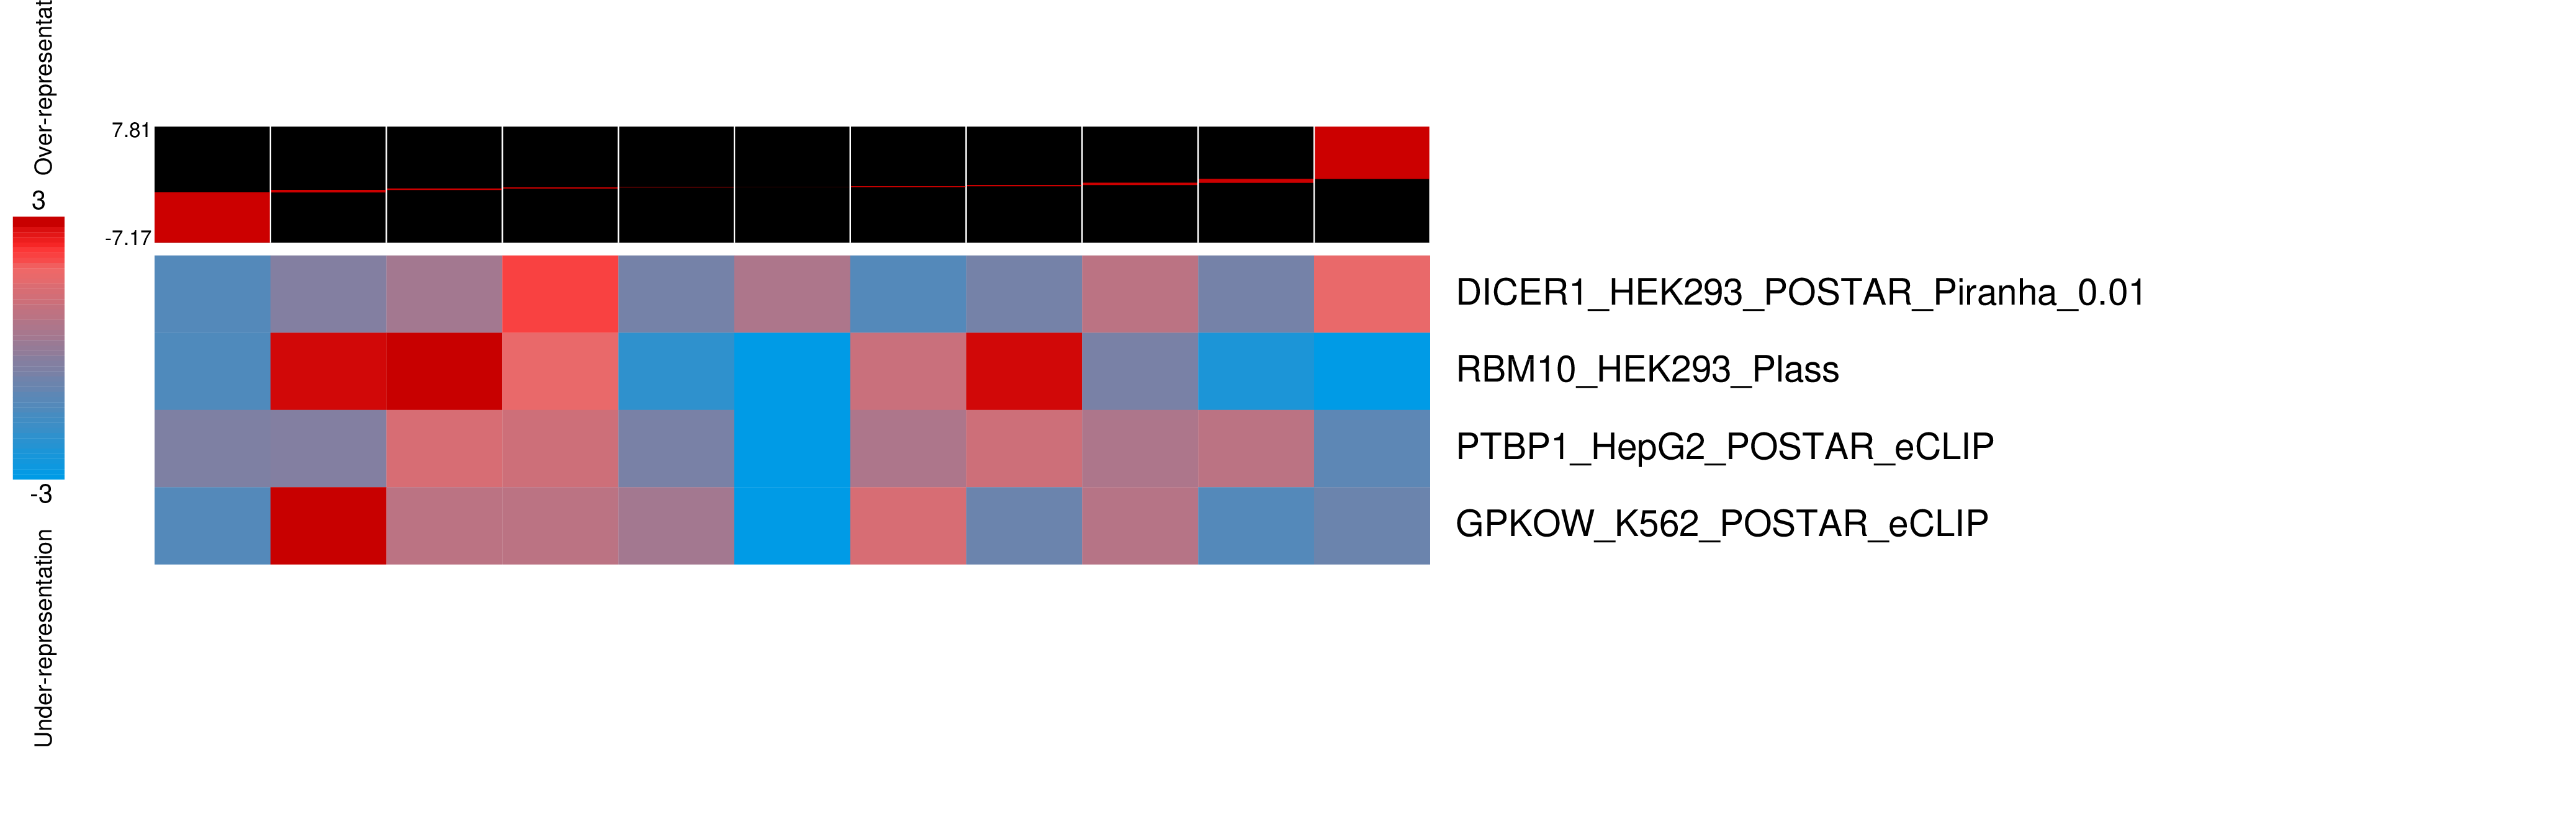 Over-representat
7.81
-7.17
3
-3
Under-representation
DICER1_HEK293_POSTAR_Piranha_0.01
RBM10_HEK293_Plass
PTBP1_HepG2_POSTAR_eCLIP
GPKOW_K562_POSTAR_eCLIP